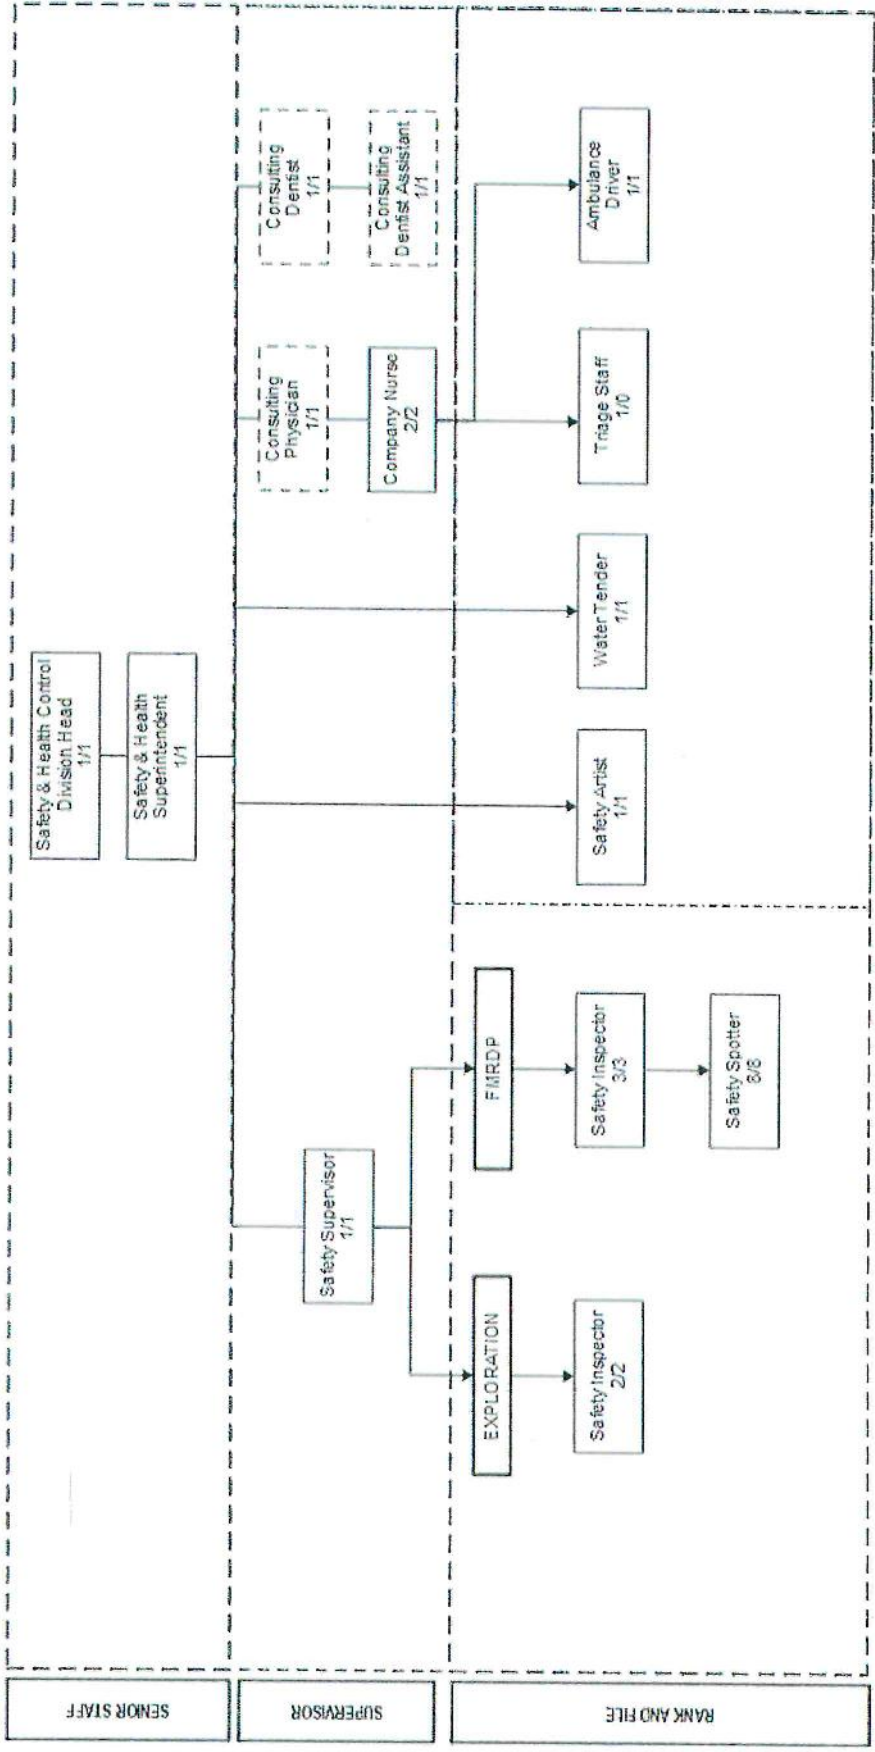 SENIOR STAFF
Safety & Health Control
Division Head
1/1
Safety & Health
Superintendent
1/1
SUPERVISOR
Safety Supervisor
1/1
Consulting
Physician
1/1
Company Nurse
2/2
Consulting
Dentist
1/1
Consulting
Dentist Assistant
1/1
RANK AND FILE
EXPLORATION
Safety Inspector
2/2
FMRDP
Safety Inspector
3/3
Safety Spotter
6/6
Safety Artist
1/1
Water Tender
1/1
Triage Staff
1/0
Ambulance
Driver
1/1